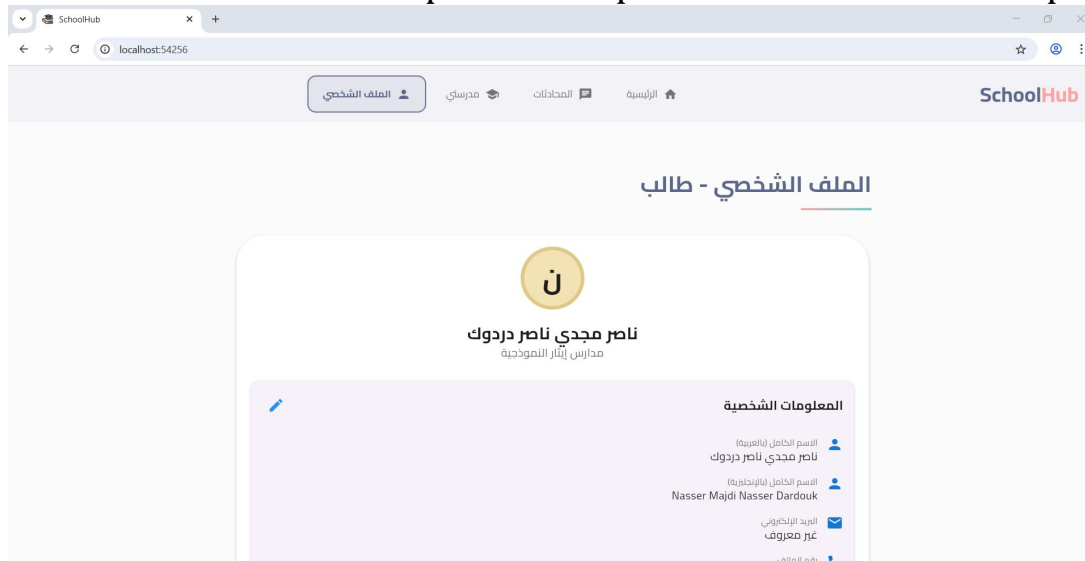 SchoolHub
localhost:54256
SchoolHub
الرئيسية
المحادثات
مدرستي
الملف الشخصي
الملف الشخصي - طالب
ن
ناصر مجدي ناصر دردوك
مدارس إيثار النموذجية
المعلومات الشخصية
الاسم الكامل (بالعربية)
ناصر مجدي ناصر دردوك
الاسم الكامل (بالإنجليزية)
Nasser Majdi Nasser Dardouk
البريد الإلكتروني
غير معروف